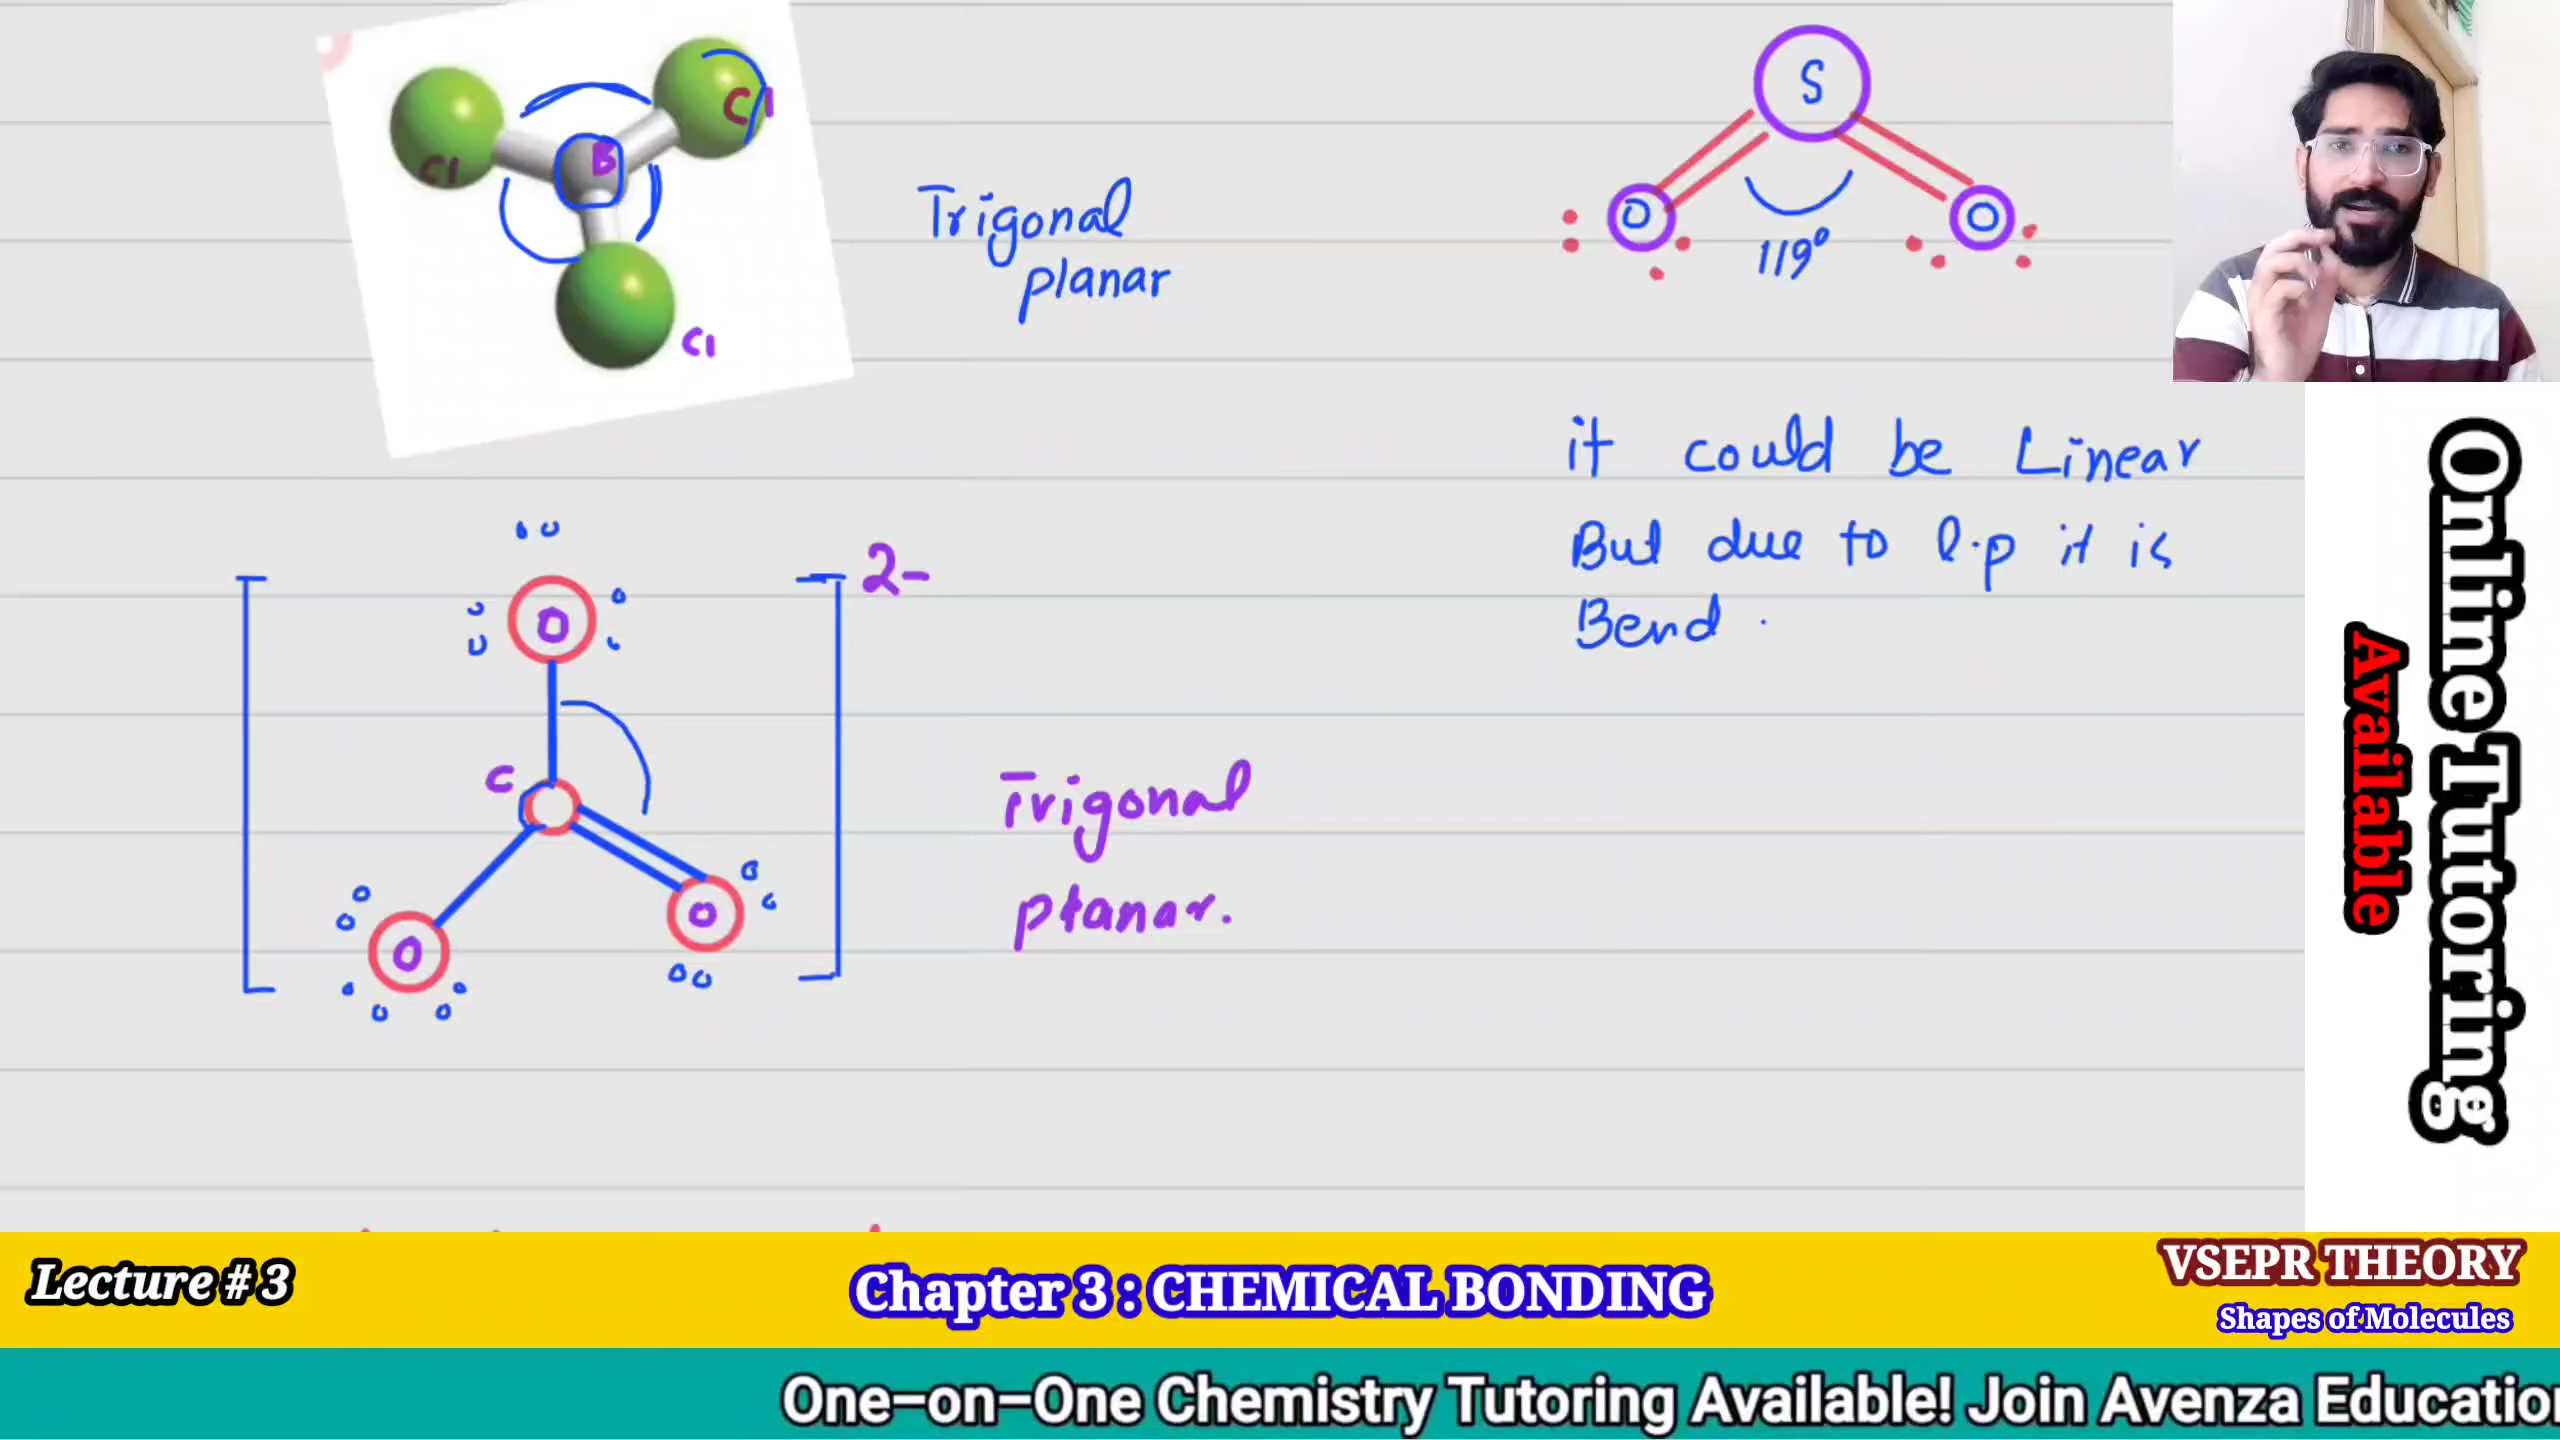 Cl
Cl
B
Cl
Trigonal
planar
S
O
O
119°
it could be Linear
But due to l.p it is
Bend .
2-
O
C
O
O
Trigonal
planar.
Online Tutoring
Available
Lecture # 3
Chapter 3 : CHEMICAL BONDING
VSEPR THEORY
Shapes of Molecules
One-on-One Chemistry Tutoring Available! Join Avenza Education